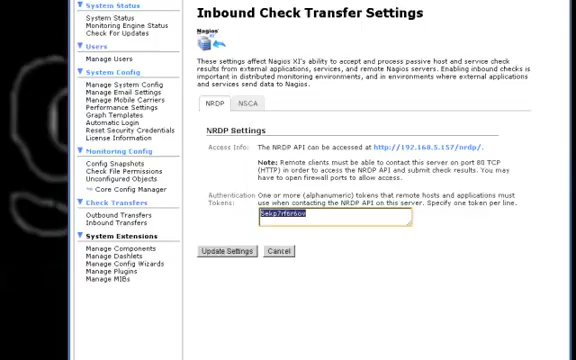 System Status
System Status
Monitoring Engine Status
Check For Updates
Users
Manage Users
System Config
Manage System Config
Manage Email Settings
Manage Mobile Carriers
Performance Settings
Graph Templates
Automatic Login
Reset Security Credentials
License Information
Monitoring Config
Config Snapshots
Check File Permissions
Unconfigured Objects
Core Config Manager
Check Transfers
Outbound Transfers
Inbound Transfers
System Extensions
Manage Components
Manage Dashlets
Manage Config Wizards
Manage Plugins
Manage MIBs
Inbound Check Transfer Settings
Nagios
These settings affect Nagios XI's ability to accept and process passive host and service check
results from external applications, services, and remote Nagios servers. Enabling inbound checks is
important in distributed monitoring environments, and in environments where external applications
and services send data to Nagios.
NRDP NSCA
NRDP Settings
Access Info: The NRDP API can be accessed at http://192.168.5.157/nrdp/.
Note: Remote clients must be able to contact this server on port 80 TCP
(HTTP) in order to access the NRDP API and submit check results. You may
have to open firewall ports to allow access.
Authentication Tokens: One or more (alphanumeric) tokens that remote hosts and applications must
use when contacting the NRDP API on this server. Specify one token per line.
Update Settings Cancel